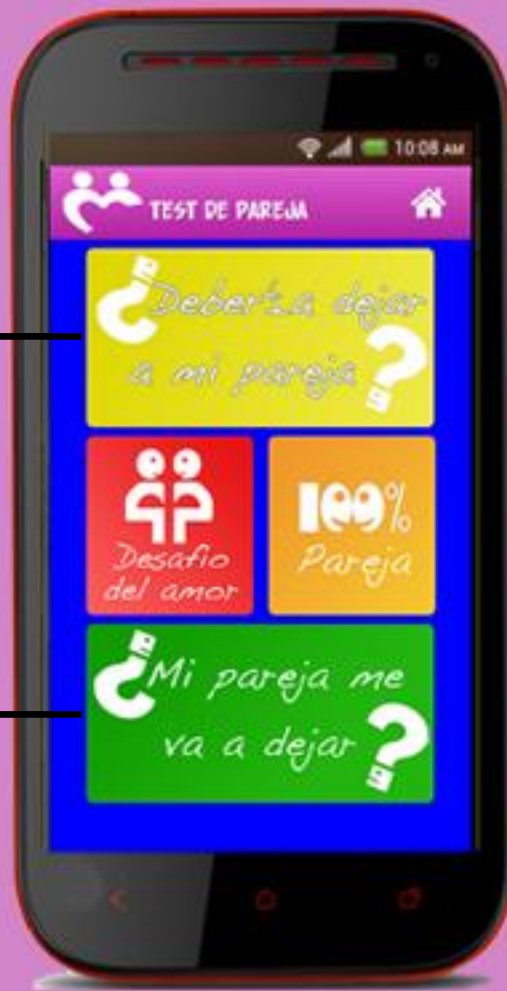 10:08 AM
TEST DE PAREJA
¿Debería dejar
a mi pareja?
Desafio
del amor
100%
Pareja
¿Mi pareja me
va a dejar?